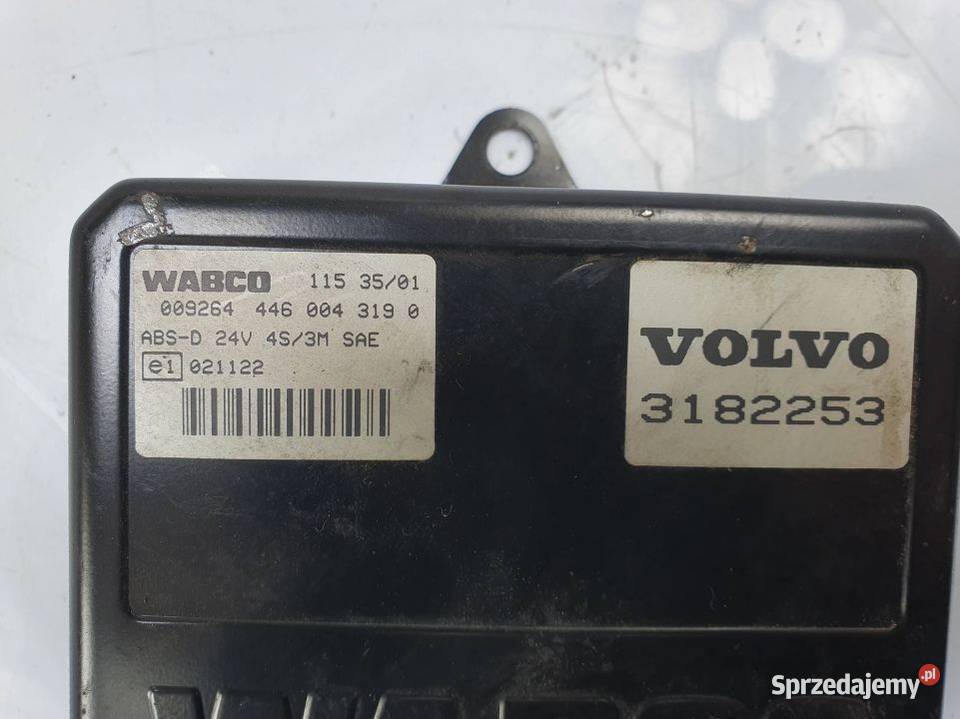 WABCO 115 35/01
009264 446 004 319 0
ABS-D 24V 4S/3M SAE
e1 021122
VOLVO
3182253
WABCO
Sprzedajemy.pl